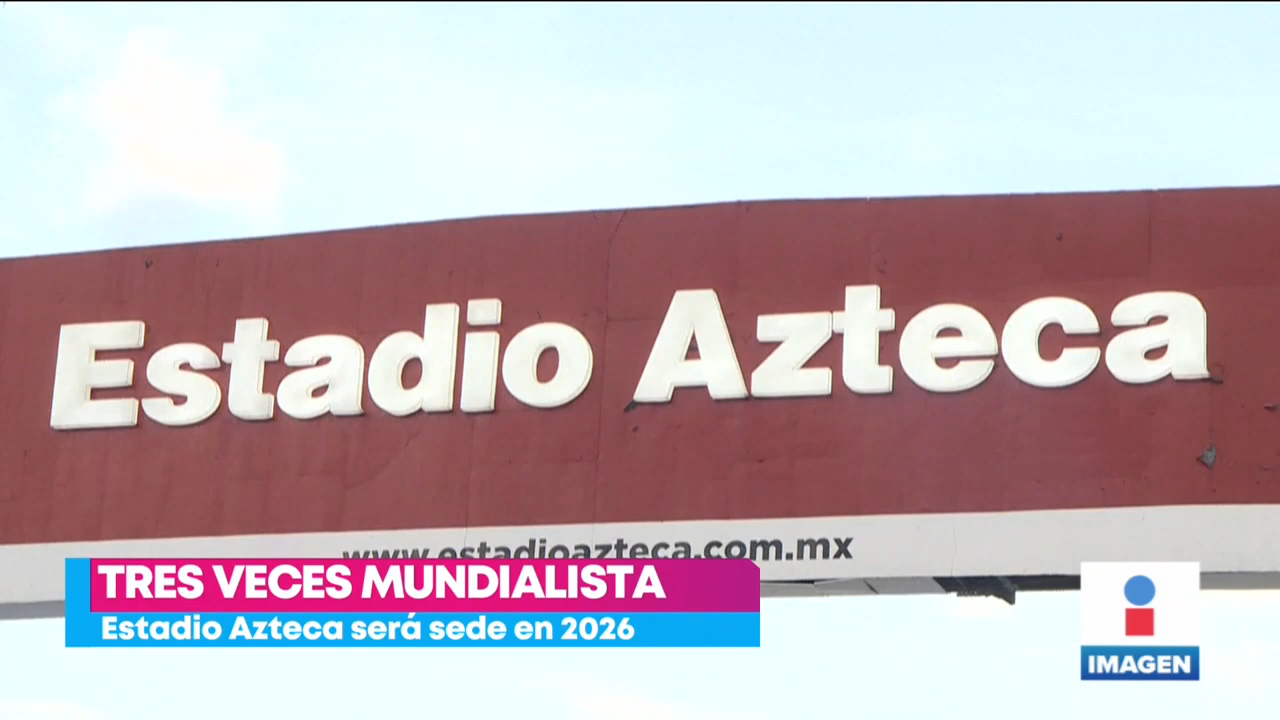 Estadio Azteca
www.estadioazteca.com.mx
TRES VECES MUNDIALISTA
Estadio Azteca será sede en 2026
IMAGEN